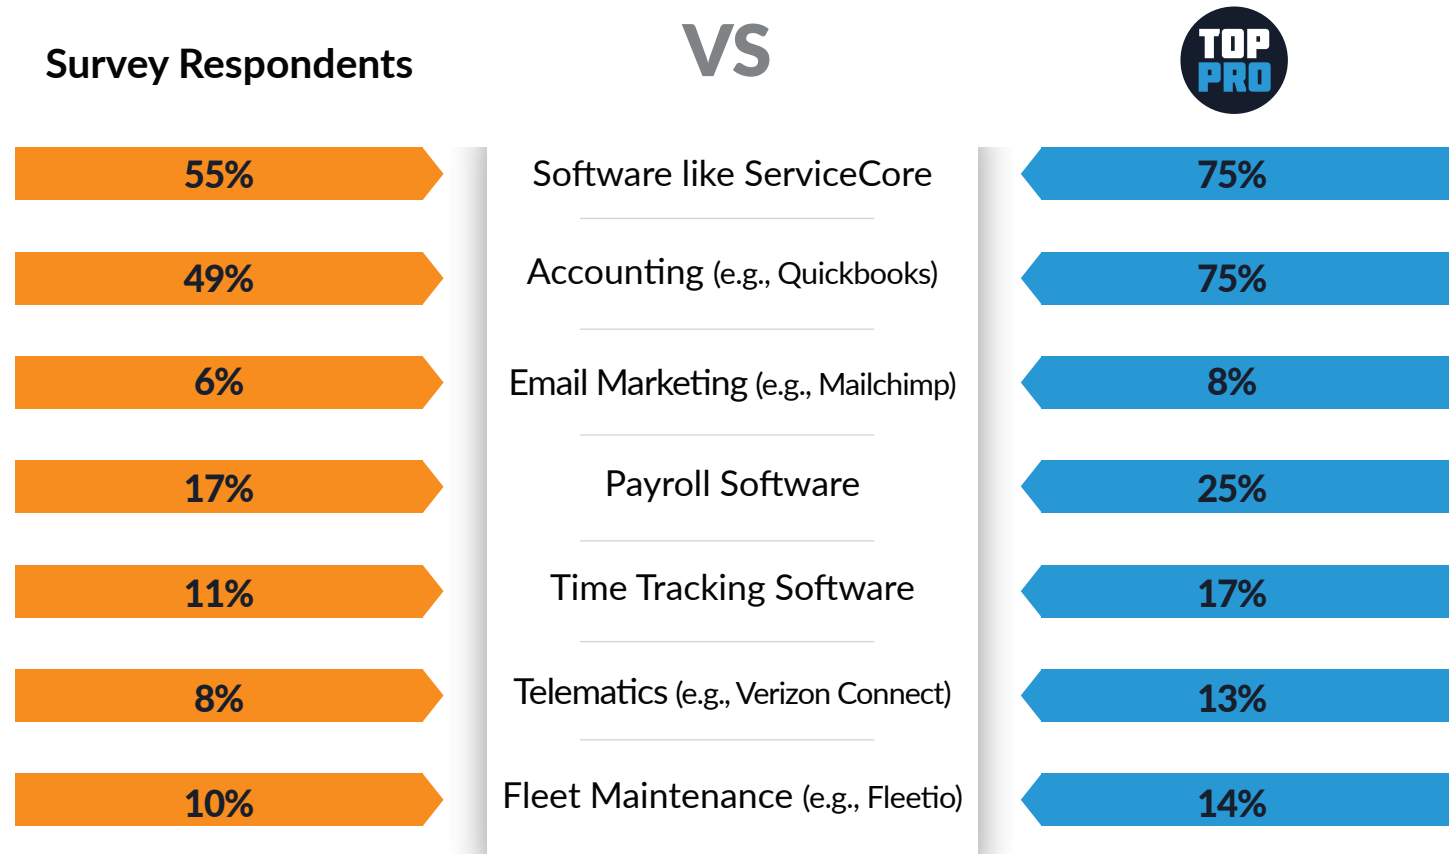 Survey Respondents VS TOP
PRO
55% Software like ServiceCore 75%
49% Accounting (e.g., Quickbooks) 75%
6% Email Marketing (e.g., Mailchimp) 8%
17% Payroll Software 25%
11% Time Tracking Software 17%
8% Telematics (e.g., Verizon Connect) 13%
10% Fleet Maintenance (e.g., Fleetio) 14%